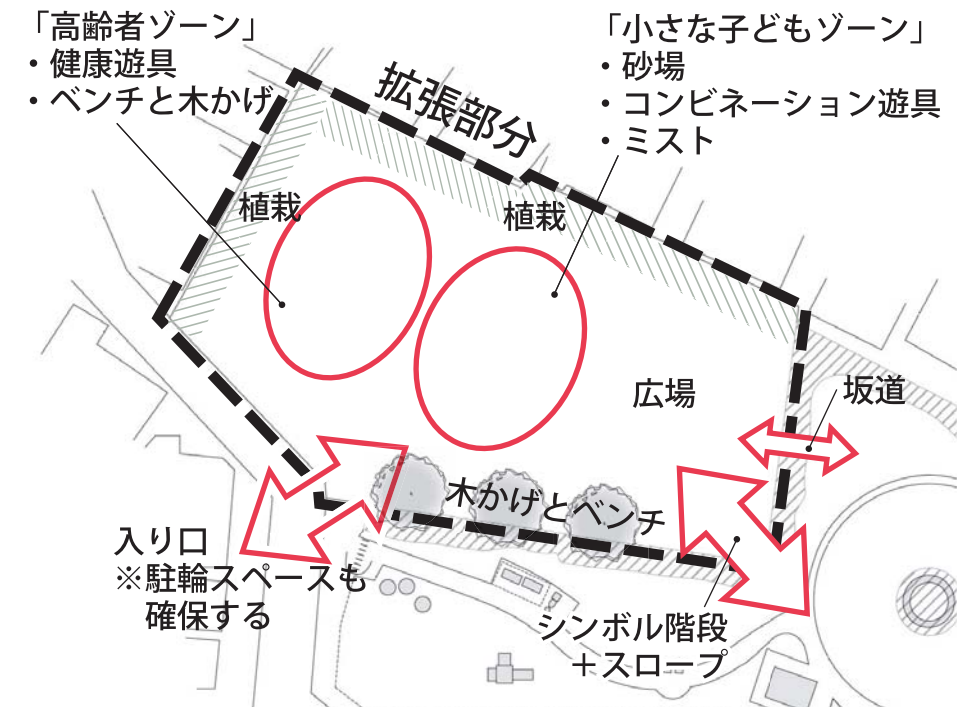 「高齢者ゾーン」
・健康遊具
・ベンチと木かげ
「小さな子どもゾーン」
・砂場
・コンビネーション遊具
・ミスト
拡張部分
植栽
植栽
広場
坂道
木かげとベンチ
入り口
※駐輪スペースも
確保する
シンボル階段
＋スロープ